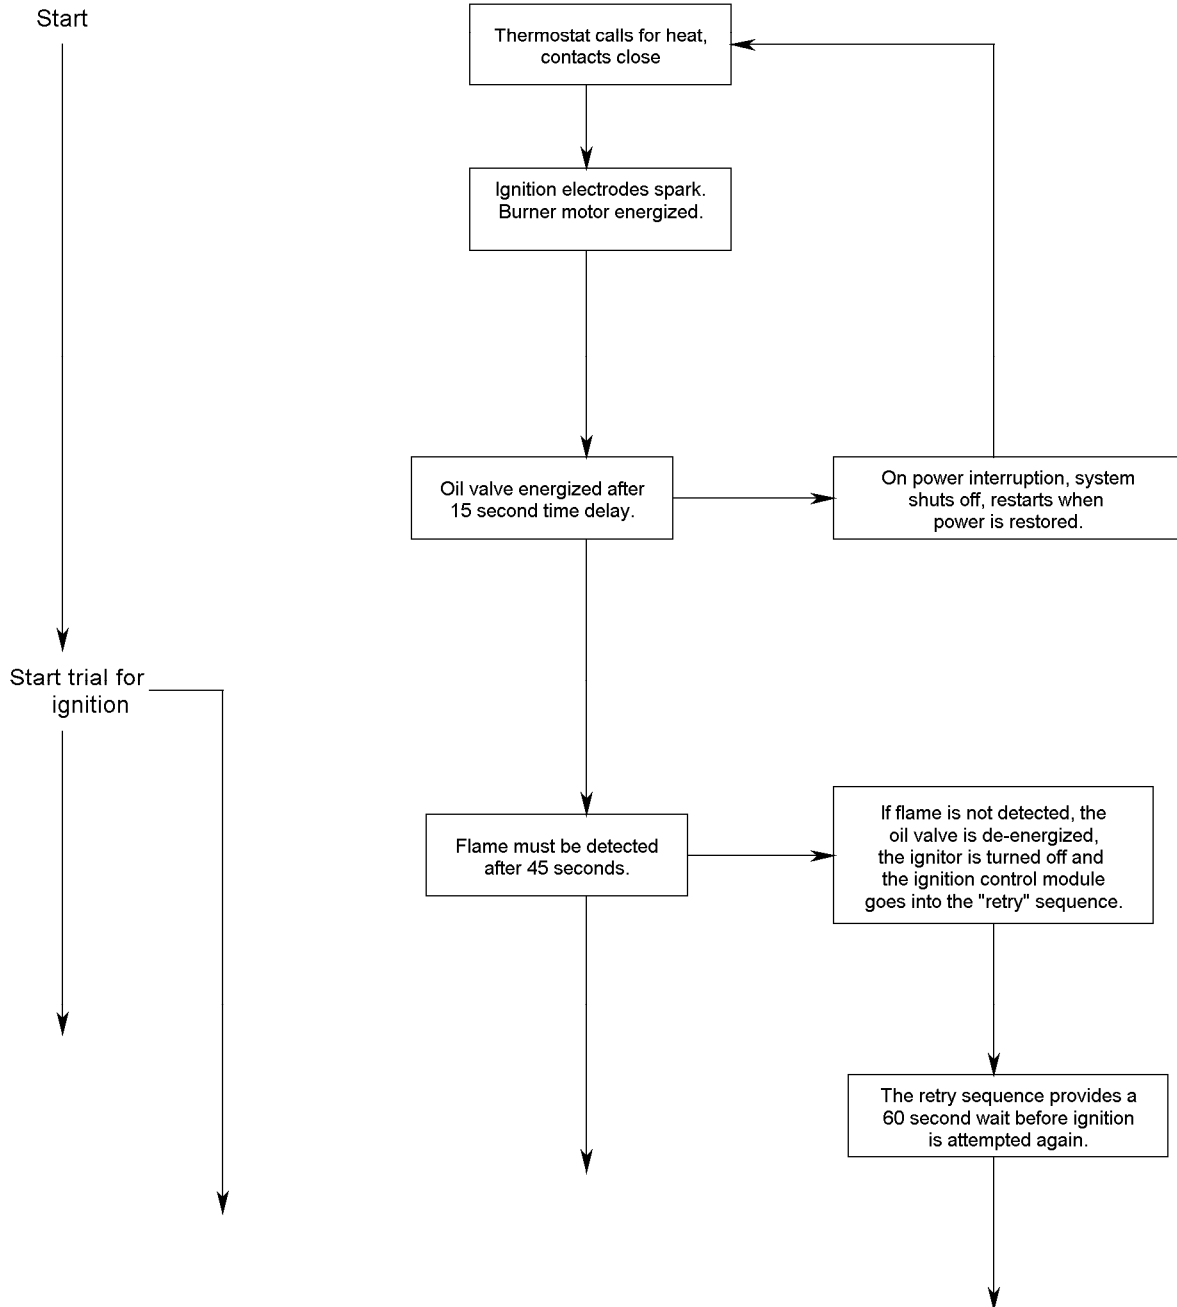 Start
Thermostat calls for heat,
contacts close
Ignition electrodes spark.
Burner motor energized.
Oil valve energized after
15 second time delay.
On power interruption, system
shuts off, restarts when
power is restored.
Start trial for
ignition
Flame must be detected
after 45 seconds.
If flame is not detected, the
oil valve is de-energized,
the ignitor is turned off and
the ignition control module
goes into the "retry" sequence.
The retry sequence provides a
60 second wait before ignition
is attempted again.